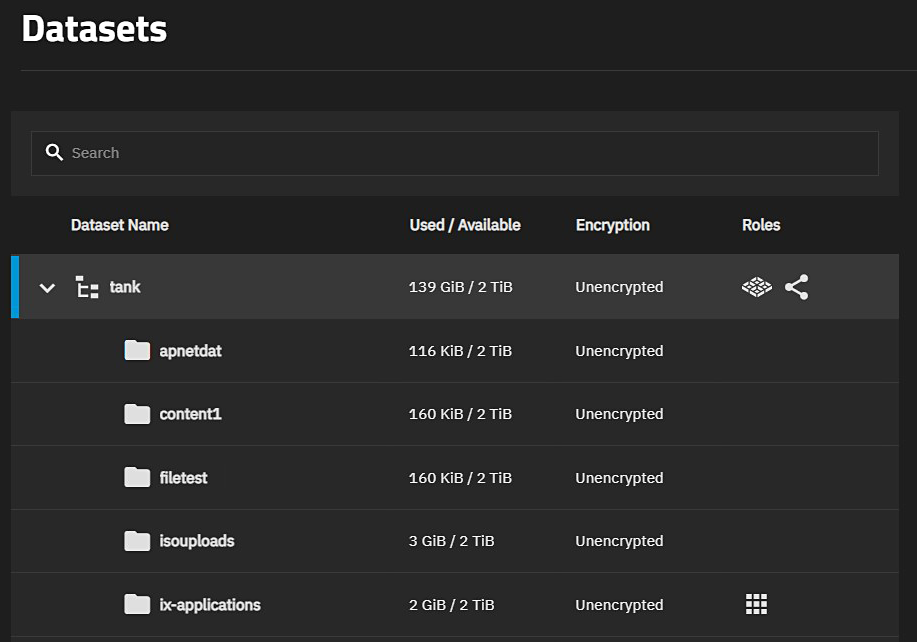 Datasets
Search
Dataset Name Used / Available Encryption Roles
tank 139 GiB / 2 TiB Unencrypted
apnetdat 116 KiB / 2 TiB Unencrypted
content1 160 KiB / 2 TiB Unencrypted
filetest 160 KiB / 2 TiB Unencrypted
isouploads 3 GiB / 2 TiB Unencrypted
ix-applications 2 GiB / 2 TiB Unencrypted